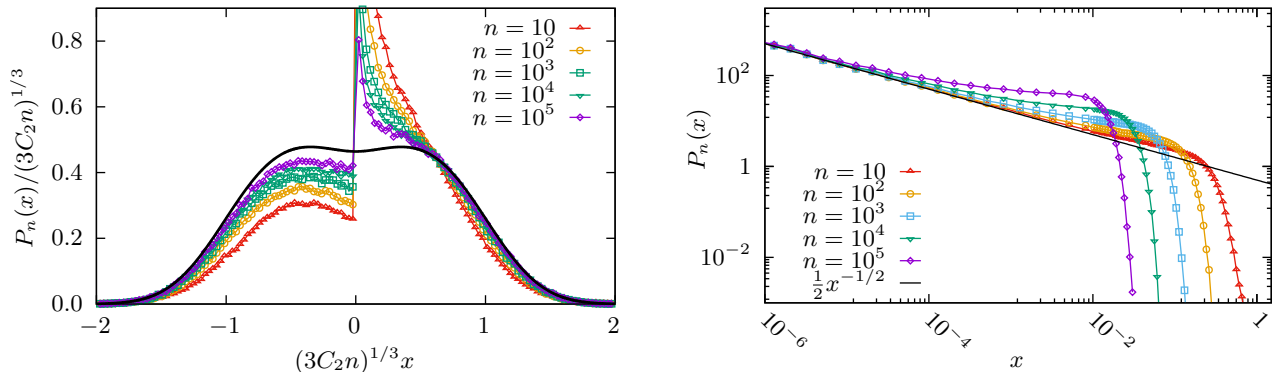 0.8
0.6
0.4
0.2
0.0
−2
−1
0
1
2
P_n(x)/(3C_2n)^{1/3}
(3C_2n)^{1/3}x
n = 10
n = 10^2
n = 10^3
n = 10^4
n = 10^5
10^2
1
10^{−2}
10^{−6}
10^{−4}
10^{−2}
1
P_n(x)
x
n = 10
n = 10^2
n = 10^3
n = 10^4
n = 10^5
\frac{1}{2}x^{−1/2}